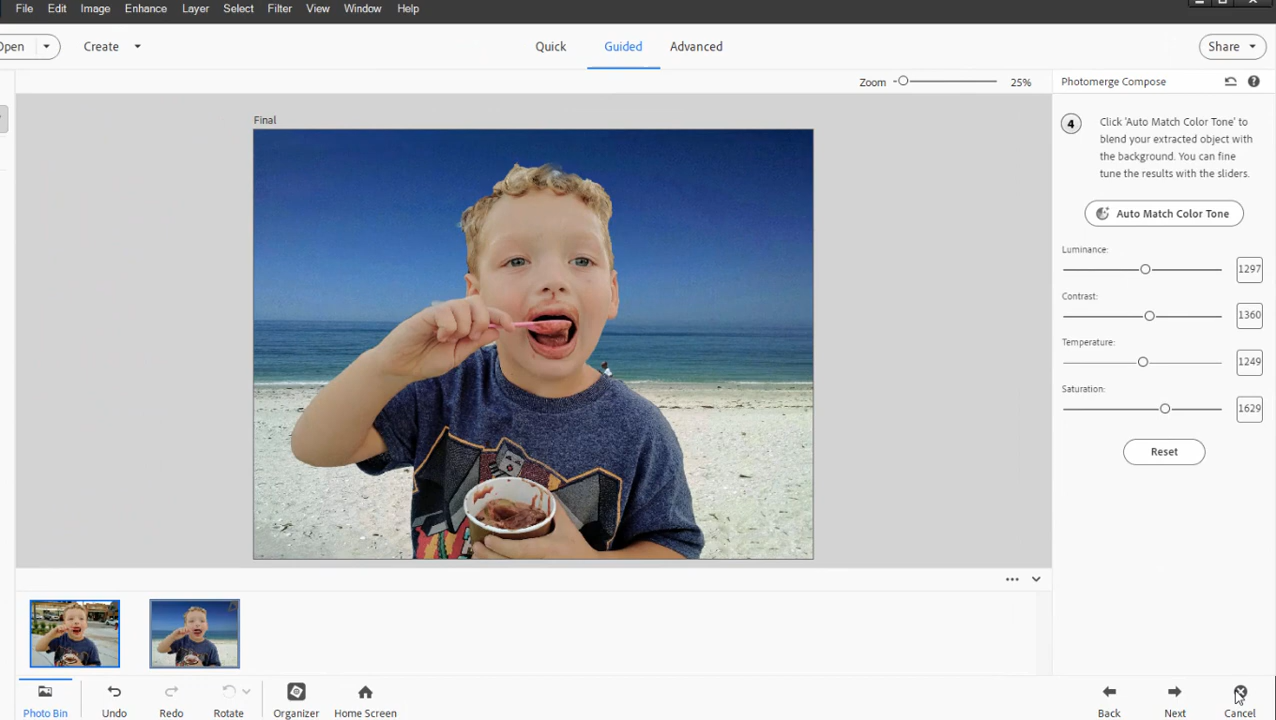 File Edit Image Enhance Layer Select Filter View Window Help
Open Create Quick Guided Advanced Share
Zoom 25% Photomerge Compose
Final
4 Click 'Auto Match Color Tone' to
blend your extracted object with
the background. You can fine
tune the results with the sliders.
Auto Match Color Tone
Luminance:
1297
Contrast:
1360
Temperature:
1249
Saturation:
1629
Reset
Photo Bin Undo Redo Rotate Organizer Home Screen Back Next Cancel